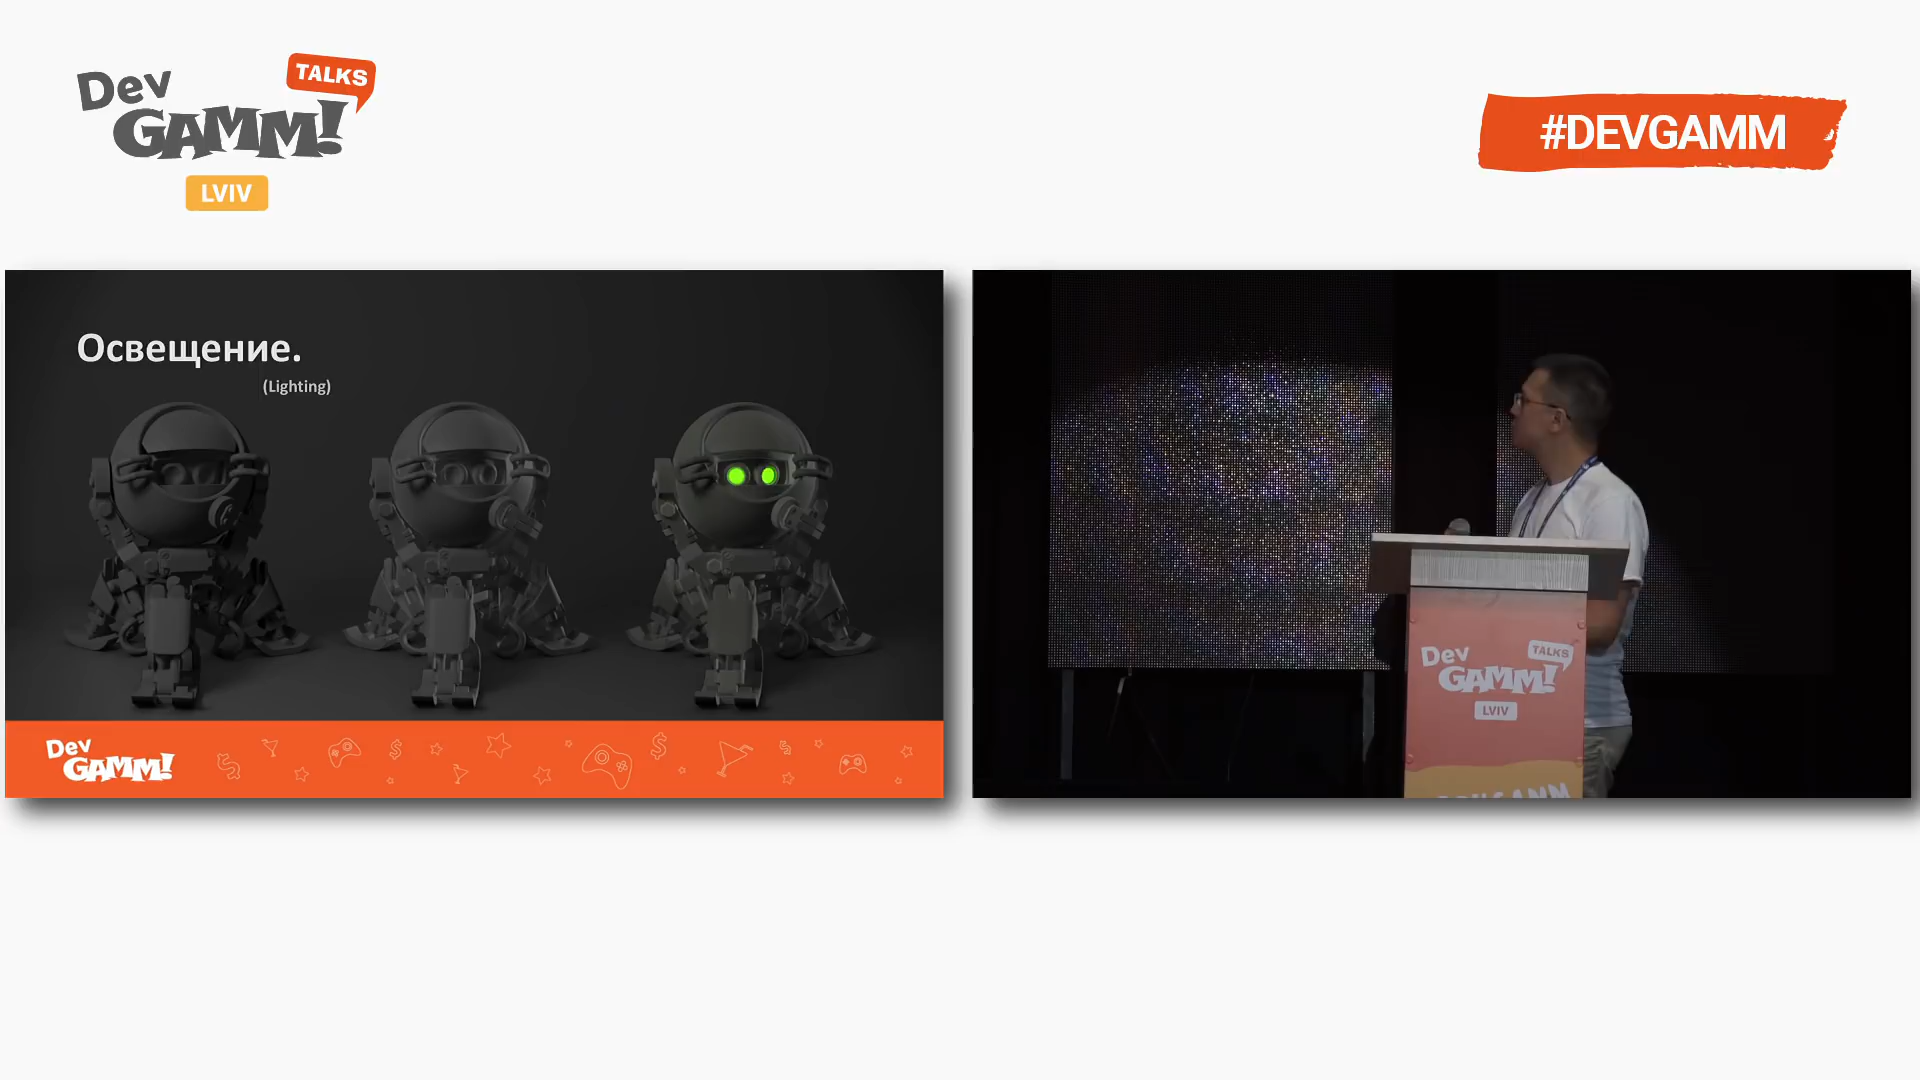 Dev
TALKS
GAMM!
LVIV
#DEVGAMM
Освещение.
(Lighting)
Dev
GAMM!
Dev
TALKS
GAMM!
LVIV